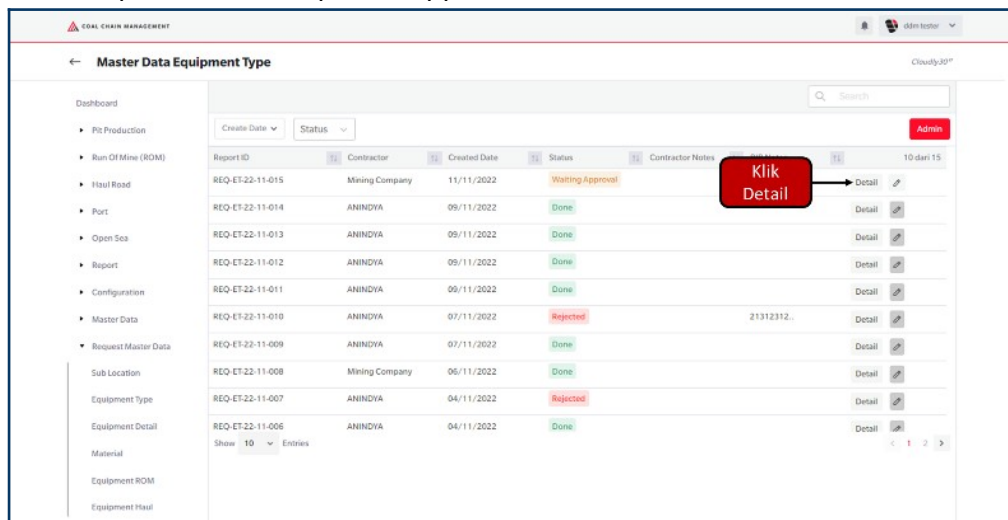 COAL CHAIN MANAGEMENT
ddm tester
← Master Data Equipment Type
Cloudly30™
Dashboard
Search
Pit Production
Create Date
Status
Admin
Run Of Mine (ROM)
Report ID Contractor Created Date Status Contractor Notes 10 dari 15
Klik
Detail
Haul Road
REQ-ET-22-11-015 Mining Company 11/11/2022 Waiting Approval Detail
Port
REQ-ET-22-11-014 ANINDYA 09/11/2022 Done Detail
Open Sea
REQ-ET-22-11-013 ANINDYA 09/11/2022 Done Detail
Report
REQ-ET-22-11-012 ANINDYA 09/11/2022 Done Detail
Configuration
REQ-ET-22-11-011 ANINDYA 09/11/2022 Done Detail
Master Data
REQ-ET-22-11-010 ANINDYA 07/11/2022 Rejected 21312312.. Detail
Request Master Data
REQ-ET-22-11-009 ANINDYA 07/11/2022 Done Detail
Sub Location
REQ-ET-22-11-008 Mining Company 06/11/2022 Done Detail
Equipment Type
REQ-ET-22-11-007 ANINDYA 04/11/2022 Rejected Detail
Equipment Detail
REQ-ET-22-11-006 ANINDYA 04/11/2022 Done Detail
Show 10 Entries
< 1 2 >
Material
Equipment ROM
Equipment Haul